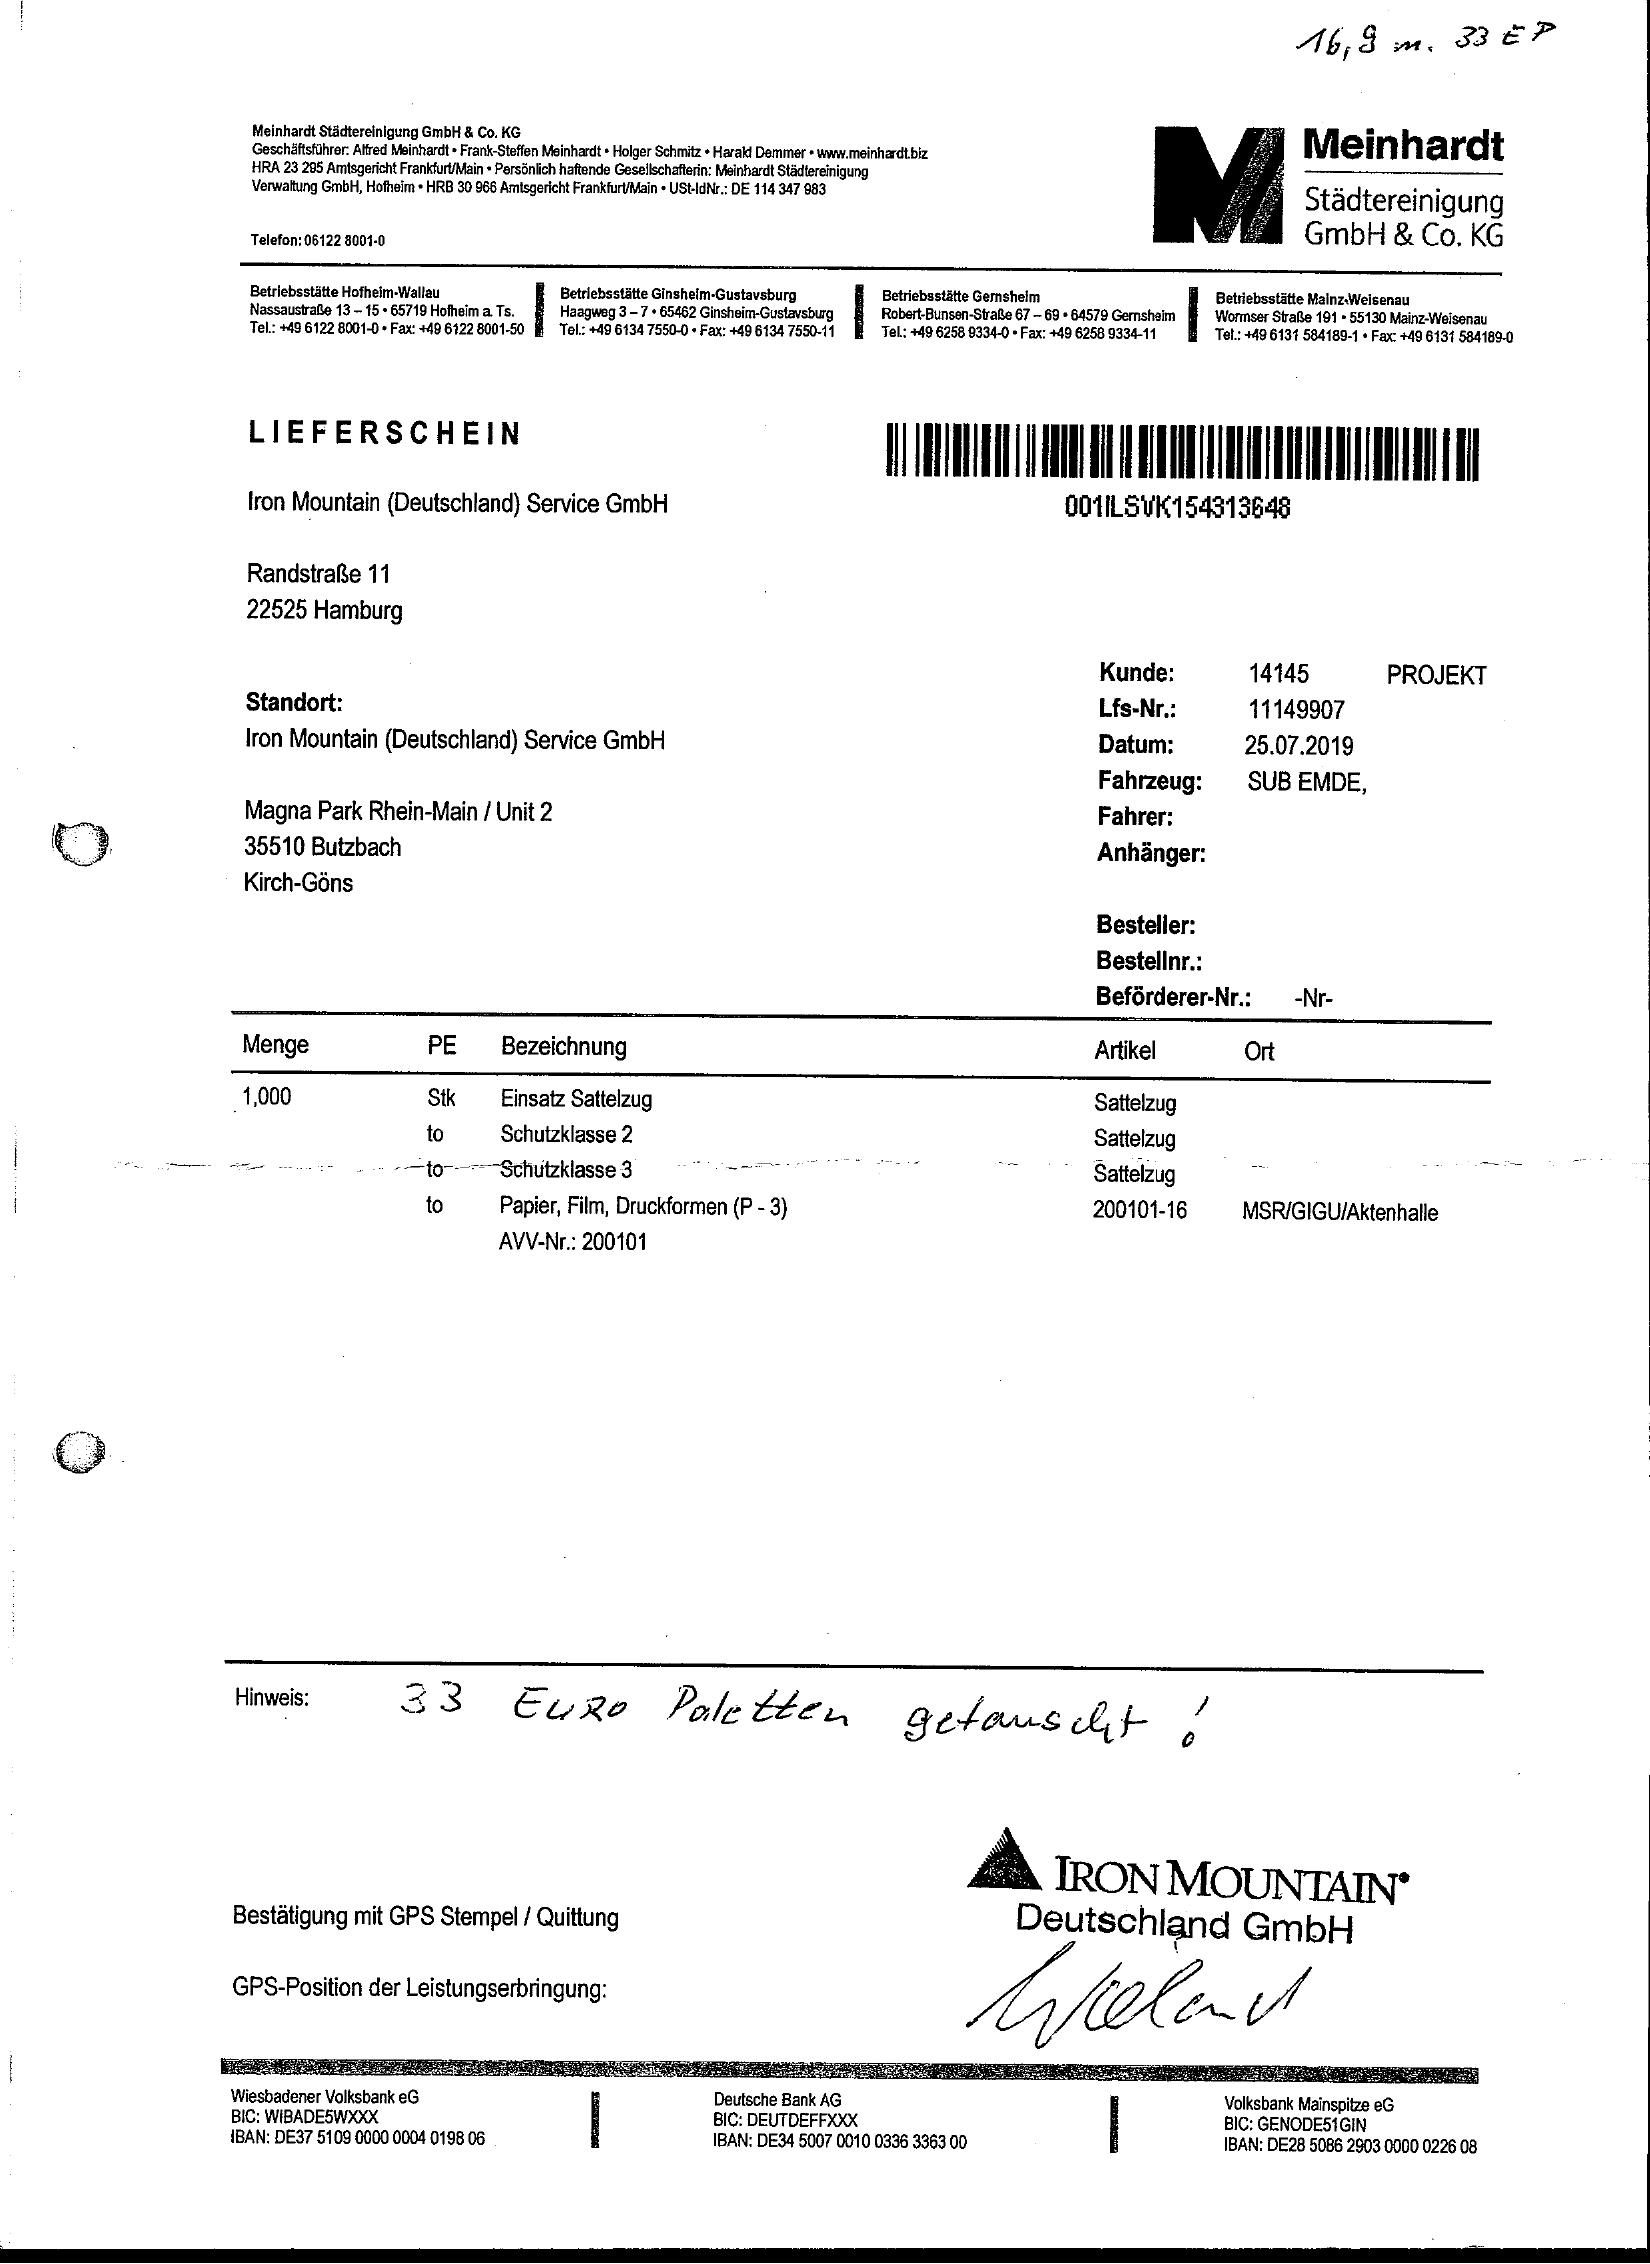 16,9 m. 33 EP
Meinhardt Städtereinigung GmbH & Co. KG
Geschäftsführer: Alfred Meinhardt • Frank-Steffen Meinhardt • Holger Schmitz • Harald Demmer • www.meinhardt.biz
HRA 23 295 Amtsgericht Frankfurt/Main • Persönlich haftende Gesellschafterin: Meinhardt Städtereinigung
Verwaltung GmbH, Hofheim • HRB 30 966 Amtsgericht Frankfurt/Main • USt-IdNr.: DE 114 347 983
Telefon: 06122 8001-0
Meinhardt
Städtereinigung
GmbH & Co. KG
Betriebsstätte Hofheim-Wallau
Nassaustraße 13 – 15 • 65719 Hofheim a. Ts.
Tel.: +49 6122 8001-0 • Fax: +49 6122 8001-50
Betriebsstätte Ginsheim-Gustavsburg
Haagweg 3 – 7 • 65462 Ginsheim-Gustavsburg
Tel.: +49 6134 7550-0 • Fax: +49 6134 7550-11
Betriebsstätte Gernsheim
Robert-Bunsen-Straße 67 – 69 • 64579 Gernsheim
Tel.: +49 6258 9334-0 • Fax: +49 6258 9334-11
Betriebsstätte Mainz-Weisenau
Wormser Straße 191 • 55130 Mainz-Weisenau
Tel.: +49 6131 584189-1 • Fax: +49 6131 584189-0
LIEFERSCHEIN
001ILSVK154313648
Iron Mountain (Deutschland) Service GmbH
Randstraße 11
22525 Hamburg
Kunde: 14145 PROJEKT
Lfs-Nr.: 11149907
Datum: 25.07.2019
Fahrzeug: SUB EMDE,
Fahrer:
Anhänger:
Standort:
Iron Mountain (Deutschland) Service GmbH
Magna Park Rhein-Main / Unit 2
35510 Butzbach
Kirch-Göns
Besteller:
Bestellnr.:
Beförderer-Nr.: -Nr-
Menge PE Bezeichnung Artikel Ort
1,000 Stk Einsatz Sattelzug Sattelzug
to Schutzklasse 2 Sattelzug
to Schutzklasse 3 Sattelzug
to Papier, Film, Druckformen (P - 3) 200101-16 MSR/GIGU/Aktenhalle
AVV-Nr.: 200101
Hinweis: 33 Euro Paletten getauscht !
IRON MOUNTAIN
Deutschland GmbH
Bestätigung mit GPS Stempel / Quittung
GPS-Position der Leistungserbringung:
Wiesbadener Volksbank eG
BIC: WIBADE5WXXX
IBAN: DE37 5109 0000 0004 0198 06
Deutsche Bank AG
BIC: DEUTDEFFXXX
IBAN: DE34 5007 0010 0336 3363 00
Volksbank Mainspitze eG
BIC: GENODE51GIN
IBAN: DE28 5086 2903 0000 0226 08